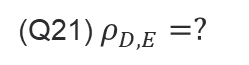 (Q21) ρ_{D,E} =?